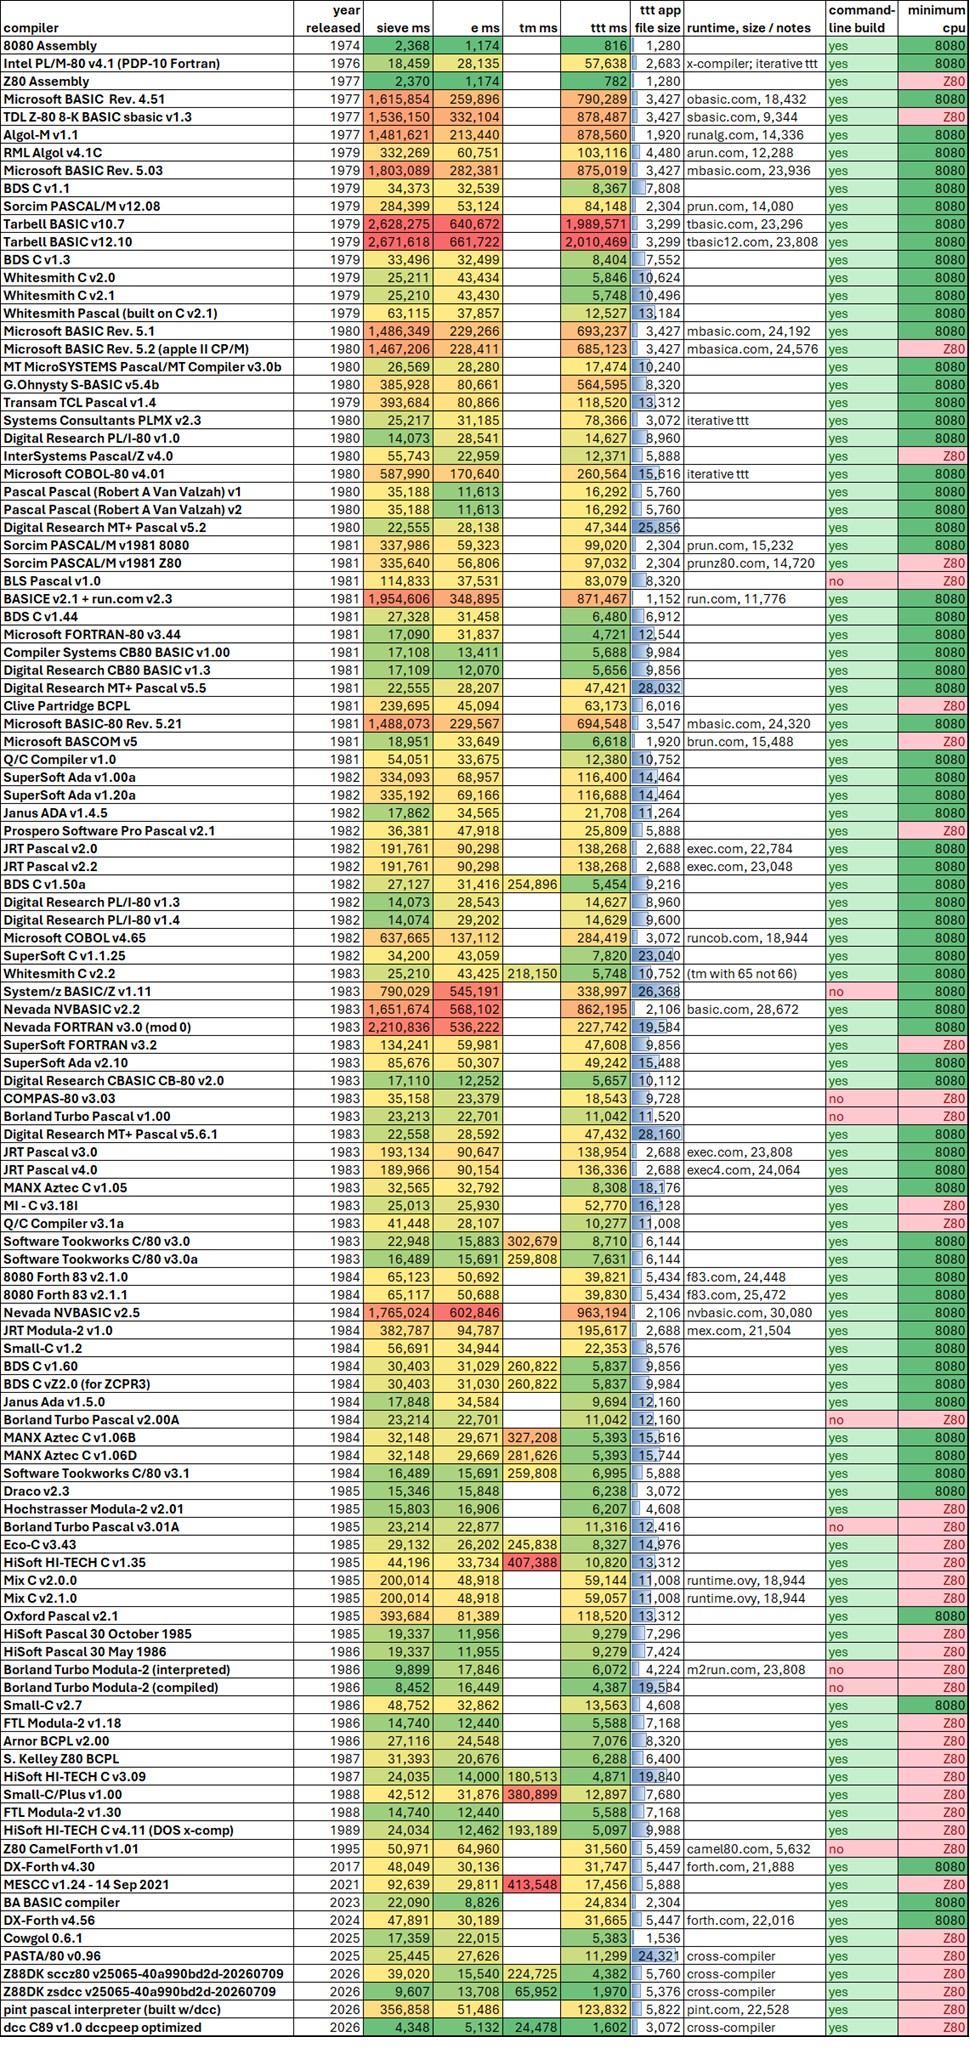 compiler year released sieve ms e ms tm ms ttt ms ttt app file size runtime, size / notes command-line build minimum cpu
8080 Assembly 1974 2,368 1,174 816 1,280 yes 8080
Intel PL/M-80 v4.1 (PDP-10 Fortran) 1976 18,459 28,135 57,638 2,683 x-compiler; iterative ttt yes 8080
Z80 Assembly 1977 2,370 1,174 782 1,280 yes Z80
Microsoft BASIC Rev. 4.51 1977 1,615,854 259,896 790,289 3,427 obasic.com, 18,432 yes 8080
TDL Z-80 8-K BASIC sbasic v1.3 1977 1,536,150 332,104 878,487 3,427 sbasic.com, 9,344 yes Z80
Algol-M v1.1 1977 1,481,621 213,440 878,560 1,920 runalg.com, 14,336 yes 8080
RML Algol v4.1C 1979 332,269 60,751 103,116 4,480 arun.com, 12,288 yes 8080
Microsoft BASIC Rev. 5.03 1979 1,803,089 282,381 875,019 3,427 mbasic.com, 23,936 yes 8080
BDS C v1.1 1979 34,373 32,539 8,367 7,808 yes 8080
Sorcim PASCAL/M v12.08 1979 284,399 53,124 84,148 2,304 prun.com, 14,080 yes 8080
Tarbell BASIC v10.7 1979 2,628,275 640,672 1,989,571 3,299 tbasic.com, 23,296 yes 8080
Tarbell BASIC v12.10 1979 2,671,618 661,722 2,010,469 3,299 tbasic12.com, 23,808 yes 8080
BDS C v1.3 1979 33,496 32,499 8,404 7,552 yes 8080
Whitesmith C v2.0 1979 25,211 43,434 5,846 10,624 yes 8080
Whitesmith C v2.1 1979 25,210 43,430 5,748 10,496 yes 8080
Whitesmith Pascal (built on C v2.1) 1979 63,115 37,857 12,527 13,184 yes 8080
Microsoft BASIC Rev. 5.1 1980 1,486,349 229,266 693,237 3,427 mbasic.com, 24,192 yes 8080
Microsoft BASIC Rev. 5.2 (apple II CP/M) 1980 1,467,206 228,411 685,123 3,427 mbasica.com, 24,576 yes Z80
MT MicroSYSTEMS Pascal/MT Compiler v3.0b 1980 26,569 28,280 17,474 10,240 yes 8080
G.Ohnysty S-BASIC v5.4b 1980 385,928 80,661 564,595 8,320 yes 8080
Transam TCL Pascal v1.4 1979 393,684 80,866 118,520 13,312 yes 8080
Systems Consultants PLMX v2.3 1980 25,217 31,185 78,366 3,072 iterative ttt yes 8080
Digital Research PL/I-80 v1.0 1980 14,073 28,541 14,627 8,960 yes 8080
InterSystems Pascal/Z v4.0 1980 55,743 22,959 12,371 5,888 yes Z80
Microsoft COBOL-80 v4.01 1980 587,990 170,640 260,564 15,616 iterative ttt yes 8080
Pascal Pascal (Robert A Van Valzah) v1 1980 35,188 11,613 16,292 5,760 yes 8080
Pascal Pascal (Robert A Van Valzah) v2 1980 35,188 11,613 16,292 5,760 yes 8080
Digital Research MT+ Pascal v5.2 1980 22,555 28,138 47,344 25,856 yes 8080
Sorcim PASCAL/M v1981 8080 1981 337,986 59,323 99,020 2,304 prun.com, 15,232 yes 8080
Sorcim PASCAL/M v1981 Z80 1981 335,640 56,806 97,032 2,304 prunz80.com, 14,720 yes Z80
BLS Pascal v1.0 1981 114,833 37,531 83,079 8,320 no Z80
BASICE v2.1 + run.com v2.3 1981 1,954,606 348,895 871,467 1,152 run.com, 11,776 yes 8080
BDS C v1.44 1981 27,328 31,458 6,480 6,912 yes 8080
Microsoft FORTRAN-80 v3.44 1981 17,090 31,837 4,721 12,544 yes 8080
Compiler Systems CB80 BASIC v1.00 1981 17,108 13,411 5,688 9,984 yes 8080
Digital Research CB80 BASIC v1.3 1981 17,109 12,070 5,656 9,856 yes 8080
Digital Research MT+ Pascal v5.5 1981 22,555 28,207 47,421 28,032 yes 8080
Clive Partridge BCPL 1981 239,695 45,094 63,173 6,016 yes Z80
Microsoft BASIC-80 Rev. 5.21 1981 1,488,073 229,567 694,548 3,547 mbasic.com, 24,320 yes 8080
Microsoft BASCOM v5 1981 18,951 33,649 6,618 1,920 brun.com, 15,488 yes Z80
Q/C Compiler v1.0 1981 54,051 33,675 12,380 10,752 yes 8080
SuperSoft Ada v1.00a 1982 334,093 68,957 116,400 14,464 yes 8080
SuperSoft Ada v1.20a 1982 335,192 69,166 116,688 14,464 yes 8080
Janus ADA v1.4.5 1982 17,862 34,565 21,708 11,264 yes 8080
Prospero Software Pro Pascal v2.1 1982 36,381 47,918 25,809 5,888 yes Z80
JRT Pascal v2.0 1982 191,761 90,298 138,268 2,688 exec.com, 22,784 yes 8080
JRT Pascal v2.2 1982 191,761 90,298 138,268 2,688 exec.com, 23,048 yes 8080
BDS C v1.50a 1982 27,127 31,416 254,896 5,454 9,216 yes 8080
Digital Research PL/I-80 v1.3 1982 14,073 28,543 14,627 8,960 yes 8080
Digital Research PL/I-80 v1.4 1982 14,074 29,202 14,629 9,600 yes 8080
Microsoft COBOL v4.65 1982 637,665 137,112 284,419 3,072 runcob.com, 18,944 yes 8080
SuperSoft C v1.1.25 1982 34,200 43,059 7,820 23,040 yes 8080
Whitesmith C v2.2 1983 25,210 43,425 218,150 5,748 10,752 (tm with 65 not 66) yes 8080
System/z BASIC/Z v1.11 1983 790,029 545,191 338,997 26,368 no 8080
Nevada NVBASIC v2.2 1983 1,651,674 568,102 862,195 2,106 basic.com, 28,672 yes 8080
Nevada FORTRAN v3.0 (mod 0) 1983 2,210,836 536,222 227,742 19,584 yes 8080
SuperSoft FORTRAN v3.2 1983 134,241 59,981 47,608 9,856 yes Z80
SuperSoft Ada v2.10 1983 85,676 50,307 49,242 15,488 yes 8080
Digital Research CBASIC CB-80 v2.0 1983 17,110 12,252 5,657 10,112 yes 8080
COMPAS-80 v3.03 1983 35,158 23,379 18,543 9,728 no Z80
Borland Turbo Pascal v1.00 1983 23,213 22,701 11,042 11,520 no Z80
Digital Research MT+ Pascal v5.6.1 1983 22,558 28,592 47,432 28,160 yes 8080
JRT Pascal v3.0 1983 193,134 90,647 138,954 2,688 exec.com, 23,808 yes 8080
JRT Pascal v4.0 1983 189,966 90,154 136,336 2,688 exec4.com, 24,064 yes 8080
MANX Aztec C v1.05 1983 32,565 32,792 8,308 18,176 yes 8080
MI - C v3.18I 1983 25,013 25,930 52,770 16,128 yes Z80
Q/C Compiler v3.1a 1983 41,448 28,107 10,277 11,008 yes Z80
Software Tookworks C/80 v3.0 1983 22,948 15,883 302,679 8,710 6,144 yes 8080
Software Tookworks C/80 v3.0a 1983 16,489 15,691 259,808 7,631 6,144 yes 8080
8080 Forth 83 v2.1.0 1984 65,123 50,692 39,821 5,434 f83.com, 24,448 yes 8080
8080 Forth 83 v2.1.1 1984 65,117 50,688 39,830 5,434 f83.com, 25,472 yes 8080
Nevada NVBASIC v2.5 1984 1,765,024 602,846 963,194 2,106 nvbasic.com, 30,080 yes 8080
JRT Modula-2 v1.0 1984 382,787 94,787 195,617 2,688 mex.com, 21,504 yes 8080
Small-C v1.2 1984 56,691 34,944 22,353 8,576 yes 8080
BDS C v1.60 1984 30,403 31,029 260,822 5,837 9,856 yes 8080
BDS C vZ2.0 (for ZCPR3) 1984 30,403 31,030 260,822 5,837 9,984 yes 8080
Janus Ada v1.5.0 1984 17,848 34,584 9,694 12,160 yes 8080
Borland Turbo Pascal v2.00A 1984 23,214 22,701 11,042 12,160 no Z80
MANX Aztec C v1.06B 1984 32,148 29,671 327,208 5,393 15,616 yes 8080
MANX Aztec C v1.06D 1984 32,148 29,669 281,626 5,393 15,744 yes 8080
Software Tookworks C/80 v3.1 1984 16,489 15,691 259,808 6,995 5,888 yes 8080
Draco v2.3 1985 15,346 15,848 6,238 3,072 yes 8080
Hochstrasser Modula-2 v2.01 1985 15,803 16,906 6,207 4,608 yes Z80
Borland Turbo Pascal v3.01A 1985 23,214 22,877 11,316 12,416 no Z80
Eco-C v3.43 1985 29,132 26,202 245,838 8,327 14,976 yes Z80
HiSoft HI-TECH C v1.35 1985 44,196 33,734 407,388 10,820 13,312 yes Z80
Mix C v2.0.0 1985 200,014 48,918 59,144 11,008 runtime.ovy, 18,944 yes Z80
Mix C v2.1.0 1985 200,014 48,918 59,057 11,008 runtime.ovy, 18,944 yes Z80
Oxford Pascal v2.1 1985 393,684 81,389 118,520 13,312 yes 8080
HiSoft Pascal 30 October 1985 1985 19,337 11,956 9,279 7,296 yes Z80
HiSoft Pascal 30 May 1986 1986 19,337 11,955 9,279 7,424 yes Z80
Borland Turbo Modula-2 (interpreted) 1986 9,899 17,846 6,072 4,224 m2run.com, 23,808 no Z80
Borland Turbo Modula-2 (compiled) 1986 8,452 16,449 4,387 19,584 no Z80
Small-C v2.7 1986 48,752 32,862 13,563 4,608 yes 8080
FTL Modula-2 v1.18 1986 14,740 12,440 5,588 7,168 yes Z80
Arnor BCPL v2.00 1986 27,116 24,548 7,076 8,320 yes Z80
S. Kelley Z80 BCPL 1987 31,393 20,676 6,288 6,400 yes Z80
HiSoft HI-TECH C v3.09 1987 24,035 14,000 180,513 4,871 19,840 yes Z80
Small-C/Plus v1.00 1988 42,512 31,876 380,899 12,897 7,680 yes Z80
FTL Modula-2 v1.30 1988 14,740 12,440 5,588 7,168 yes Z80
HiSoft HI-TECH C v4.11 (DOS x-comp) 1989 24,034 12,462 193,189 5,097 9,988 yes Z80
Z80 CamelForth v1.01 1995 50,971 64,960 31,560 5,459 camel80.com, 5,632 no Z80
DX-Forth v4.30 2017 48,049 30,136 31,747 5,447 forth.com, 21,888 yes 8080
MESCC v1.24 - 14 Sep 2021 2021 92,639 29,811 413,548 17,456 5,888 yes Z80
BA BASIC compiler 2023 22,090 8,826 24,834 2,304 yes 8080
DX-Forth v4.56 2024 47,891 30,189 31,665 5,447 forth.com, 22,016 yes 8080
Cowgol 0.6.1 2025 17,359 22,015 5,383 1,536 yes Z80
PASTA/80 v0.96 2025 25,445 27,626 11,299 24,321 cross-compiler yes Z80
Z88DK sccz80 v25065-40a990bd2d-20260709 2026 39,020 15,540 224,725 4,382 5,760 cross-compiler yes Z80
Z88DK zsdcc v25065-40a990bd2d-20260709 2026 9,607 13,708 65,952 1,970 5,376 cross-compiler yes Z80
pint pascal interpreter (built w/dcc) 2026 356,858 51,486 123,832 5,822 pint.com, 22,528 yes Z80
dcc C89 v1.0 dccpeep optimized 2026 4,348 5,132 24,478 1,602 3,072 cross-compiler yes Z80